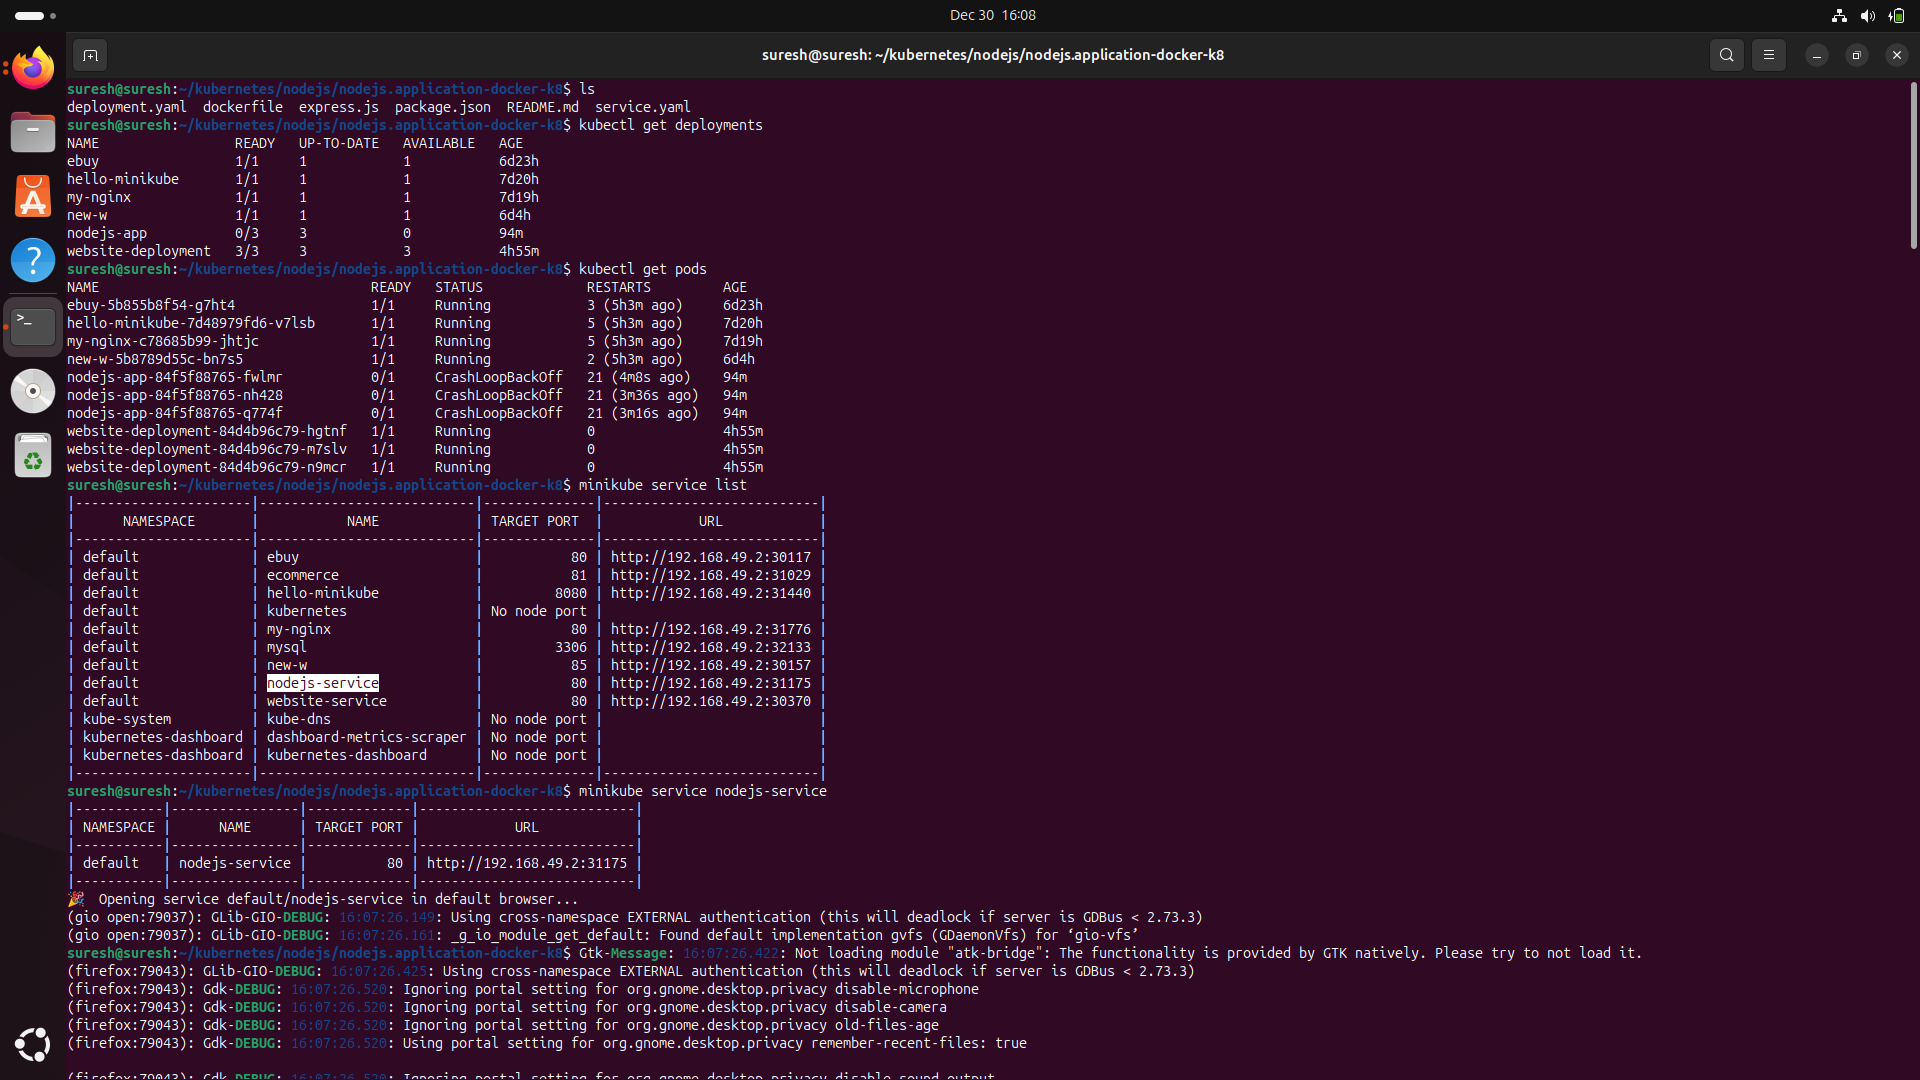 Dec 30 16:08
suresh@suresh: ~/kubernetes/nodejs/nodejs.application-docker-k8
suresh@suresh:~/kubernetes/nodejs/nodejs.application-docker-k8$ ls
deployment.yaml  dockerfile  express.js  package.json  README.md  service.yaml
suresh@suresh:~/kubernetes/nodejs/nodejs.application-docker-k8$ kubectl get deployments
NAME                 READY   UP-TO-DATE   AVAILABLE   AGE
ebuy                 1/1     1            1           6d23h
hello-minikube       1/1     1            1           7d20h
my-nginx             1/1     1            1           7d19h
new-w                1/1     1            1           6d4h
nodejs-app           0/3     3            0           94m
website-deployment   3/3     3            3           4h55m
suresh@suresh:~/kubernetes/nodejs/nodejs.application-docker-k8$ kubectl get pods
NAME                                  READY   STATUS             RESTARTS         AGE
ebuy-5b855b8f54-g7ht4                 1/1     Running            3 (5h3m ago)     6d23h
hello-minikube-7d48979fd6-v7lsb       1/1     Running            5 (5h3m ago)     7d20h
my-nginx-c78685b99-jhtjc              1/1     Running            5 (5h3m ago)     7d19h
new-w-5b8789d55c-bn7s5                1/1     Running            2 (5h3m ago)     6d4h
nodejs-app-84f5f88765-fwlmr           0/1     CrashLoopBackOff   21 (4m8s ago)    94m
nodejs-app-84f5f88765-nh428           0/1     CrashLoopBackOff   21 (3m36s ago)   94m
nodejs-app-84f5f88765-q774f           0/1     CrashLoopBackOff   21 (3m16s ago)   94m
website-deployment-84d4b96c79-hgtnf   1/1     Running            0                4h55m
website-deployment-84d4b96c79-m7slv   1/1     Running            0                4h55m
website-deployment-84d4b96c79-n9mcr   1/1     Running            0                4h55m
suresh@suresh:~/kubernetes/nodejs/nodejs.application-docker-k8$ minikube service list
|----------------------|---------------------------|--------------|---------------------------|
|      NAMESPACE       |           NAME            | TARGET PORT  |            URL            |
|----------------------|---------------------------|--------------|---------------------------|
| default              | ebuy                      |           80 | http://192.168.49.2:30117 |
| default              | ecommerce                 |           81 | http://192.168.49.2:31029 |
| default              | hello-minikube            |         8080 | http://192.168.49.2:31440 |
| default              | kubernetes                | No node port |                           |
| default              | my-nginx                  |           80 | http://192.168.49.2:31776 |
| default              | mysql                     |         3306 | http://192.168.49.2:32133 |
| default              | new-w                     |           85 | http://192.168.49.2:30157 |
| default              | nodejs-service            |           80 | http://192.168.49.2:31175 |
| default              | website-service           |           80 | http://192.168.49.2:30370 |
| kube-system          | kube-dns                  | No node port |                           |
| kubernetes-dashboard | dashboard-metrics-scraper | No node port |                           |
| kubernetes-dashboard | kubernetes-dashboard      | No node port |                           |
|----------------------|---------------------------|--------------|---------------------------|
suresh@suresh:~/kubernetes/nodejs/nodejs.application-docker-k8$ minikube service nodejs-service
|-----------|----------------|-------------|---------------------------|
| NAMESPACE |      NAME      | TARGET PORT |            URL            |
|-----------|----------------|-------------|---------------------------|
| default   | nodejs-service |          80 | http://192.168.49.2:31175 |
|-----------|----------------|-------------|---------------------------|
🎉  Opening service default/nodejs-service in default browser...
(gio open:79037): GLib-GIO-DEBUG: 16:07:26.149: Using cross-namespace EXTERNAL authentication (this will deadlock if server is GDBus < 2.73.3)
(gio open:79037): GLib-GIO-DEBUG: 16:07:26.161: _g_io_module_get_default: Found default implementation gvfs (GDaemonVfs) for ‘gio-vfs’
suresh@suresh:~/kubernetes/nodejs/nodejs.application-docker-k8$ Gtk-Message: 16:07:26.422: Not loading module "atk-bridge": The functionality is provided by GTK natively. Please try to not load it.
(firefox:79043): GLib-GIO-DEBUG: 16:07:26.425: Using cross-namespace EXTERNAL authentication (this will deadlock if server is GDBus < 2.73.3)
(firefox:79043): Gdk-DEBUG: 16:07:26.520: Ignoring portal setting for org.gnome.desktop.privacy disable-microphone
(firefox:79043): Gdk-DEBUG: 16:07:26.520: Ignoring portal setting for org.gnome.desktop.privacy disable-camera
(firefox:79043): Gdk-DEBUG: 16:07:26.520: Ignoring portal setting for org.gnome.desktop.privacy old-files-age
(firefox:79043): Gdk-DEBUG: 16:07:26.520: Using portal setting for org.gnome.desktop.privacy remember-recent-files: true
(firefox:79043): Gdk-DEBUG: 16:07:26.520: Ignoring portal setting for org.gnome.desktop.privacy disable-sound-output